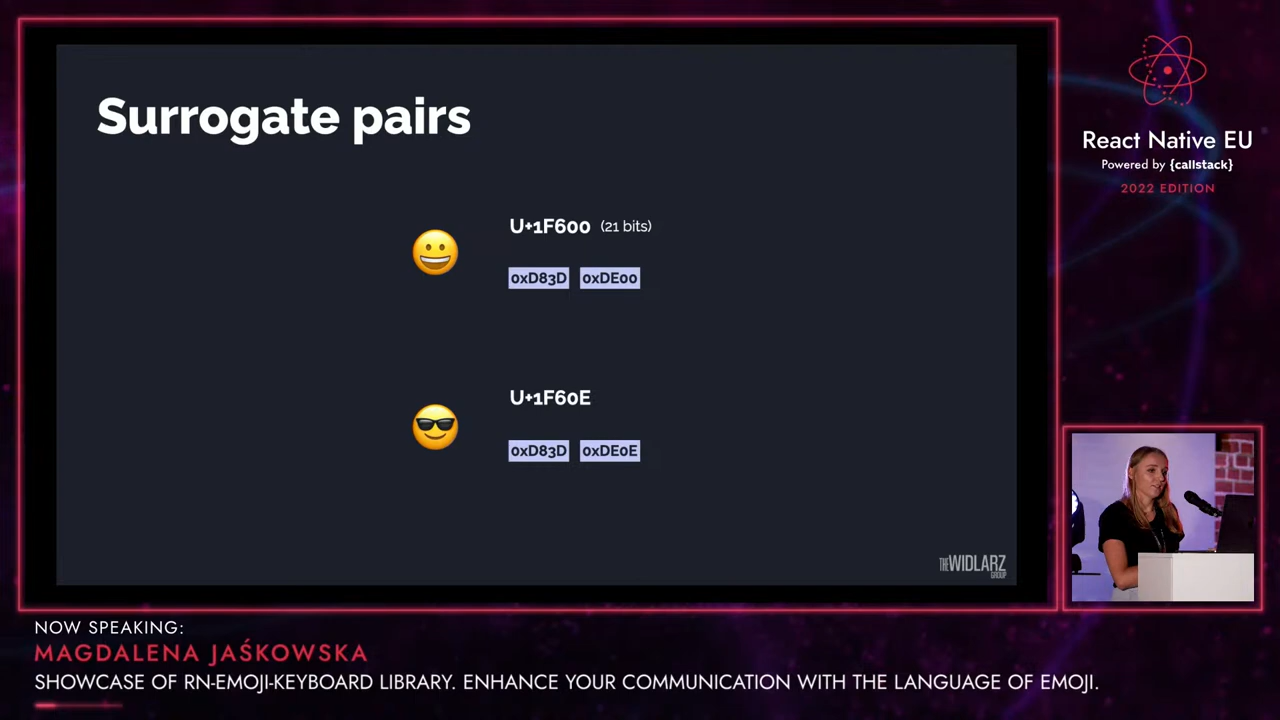 Surrogate pairs
U+1F600 (21 bits)
0xD83D 0xDE00
U+1F60E
0xD83D 0xDE0E
THE WIDLARZ GROUP
React Native EU
Powered by {callstack}
2022 EDITION
NOW SPEAKING:
MAGDALENA JAŚKOWSKA
SHOWCASE OF RN-EMOJI-KEYBOARD LIBRARY. ENHANCE YOUR COMMUNICATION WITH THE LANGUAGE OF EMOJI.